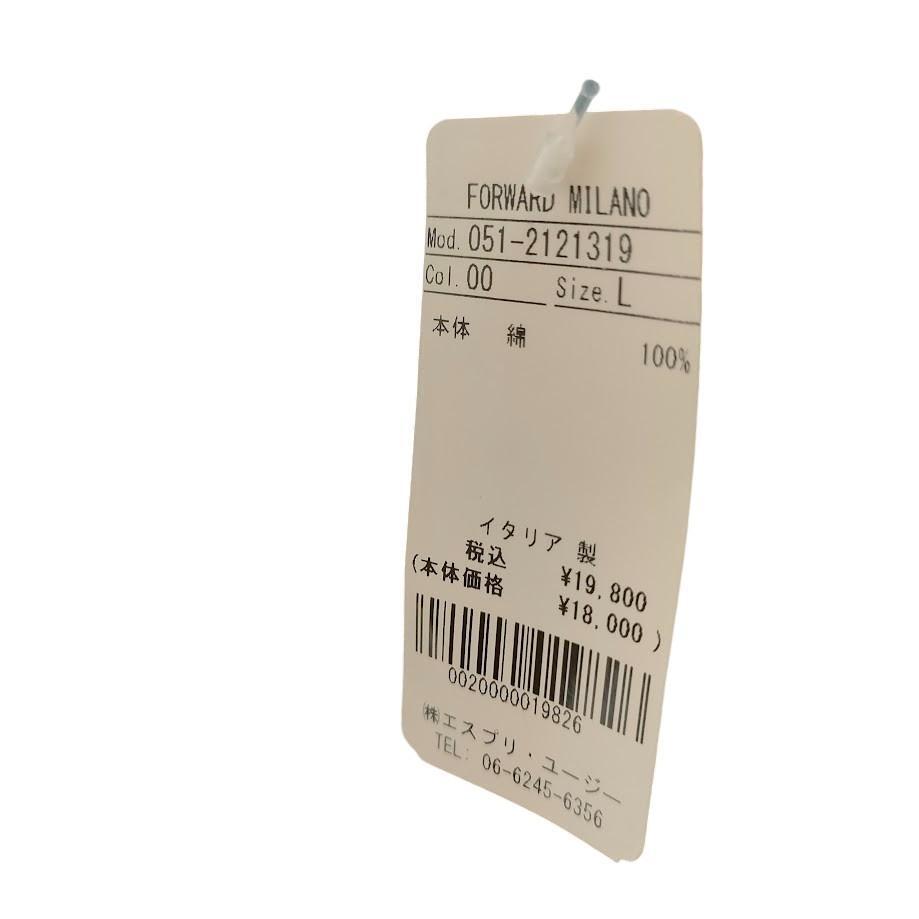 FORWARD MILANO
Mod. 051-2121319
Col. 00 Size. L
本体 綿 100%
イタリア 製
税込 ¥19,800
(本体価格 ¥18,000 )
0020000019826
㈱エスプリ・ユージー
TEL: 06-6245-6356